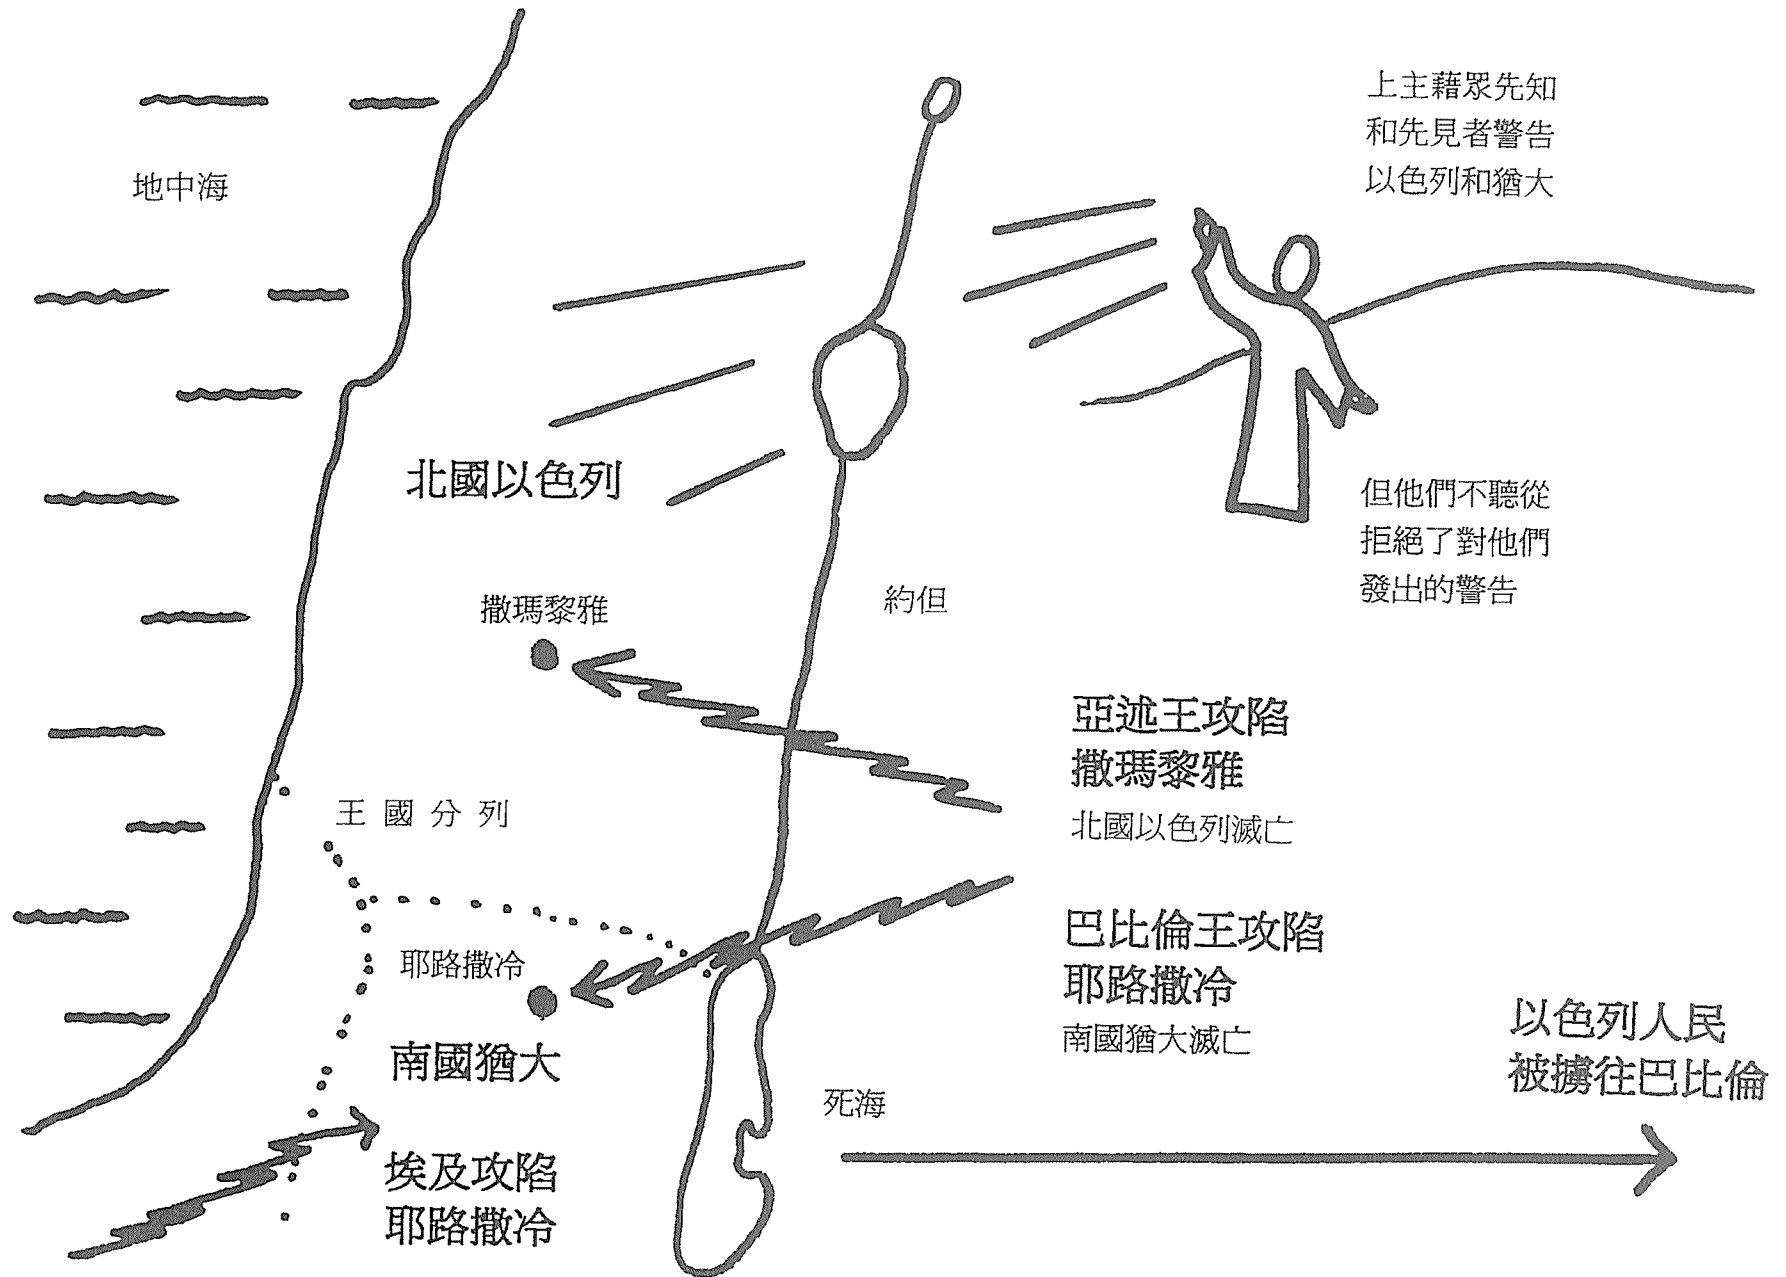 上主藉眾先知
和先見者警告
以色列和猶大
地中海
北國以色列
但他們不聽從
拒絕了對他們
發出的警告
撒瑪黎雅
約但
亞述王攻陷
撒瑪黎雅
北國以色列滅亡
王國分列
巴比倫王攻陷
耶路撒冷
南國猶大滅亡
耶路撒冷
南國猶大
以色列人民
被擄往巴比倫
死海
埃及攻陷
耶路撒冷